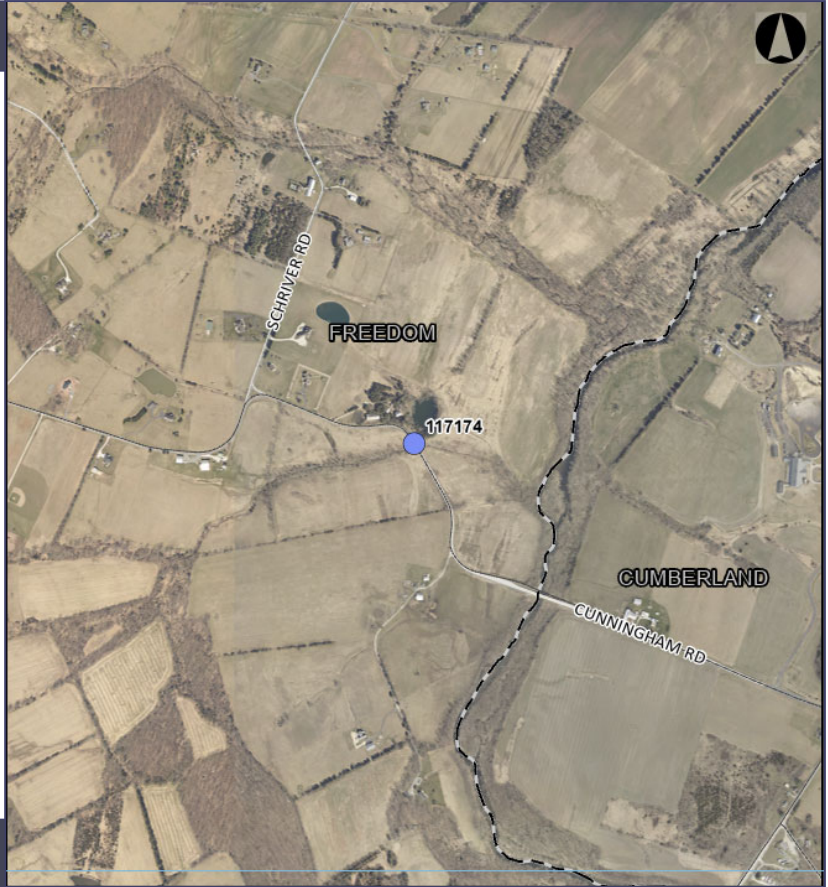 SCHRIVER RD
FREEDOM
117174
CUMBERLAND
CUNNINGHAM RD